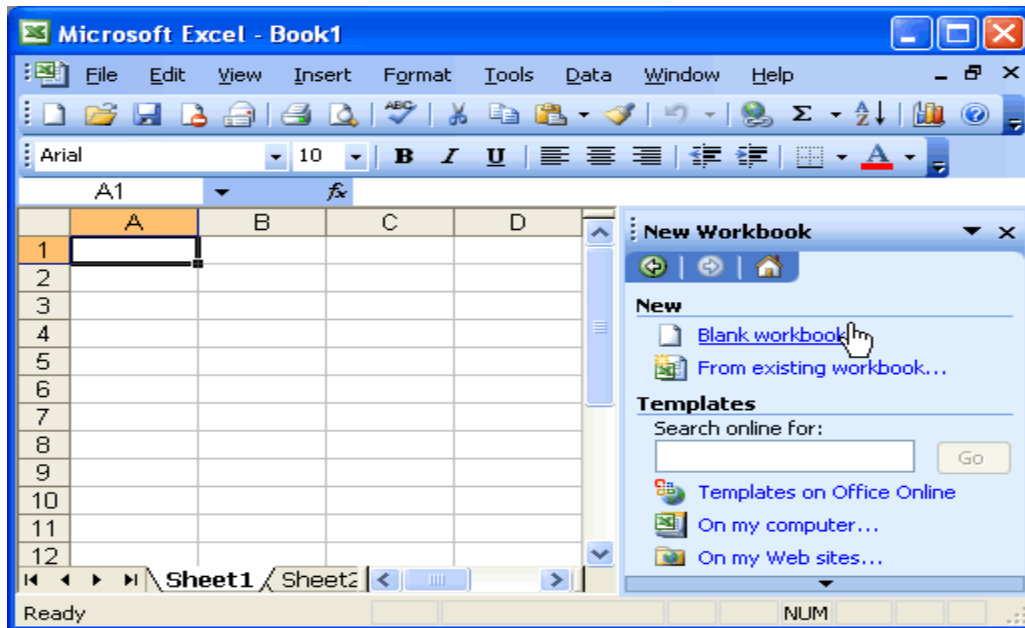 Microsoft Excel - Book1
File Edit View Insert Format Tools Data Window Help
ABC Σ A Z ?
Arial 10 B I U A
A1 fx
A B C D
New Workbook
1
2
3
4
5
6
7
8
9
10
11
12
New
Blank workbook
From existing workbook...
Templates
Search online for:
Go
Templates on Office Online
On my computer...
On my Web sites...
Sheet1 Sheet2
Ready NUM